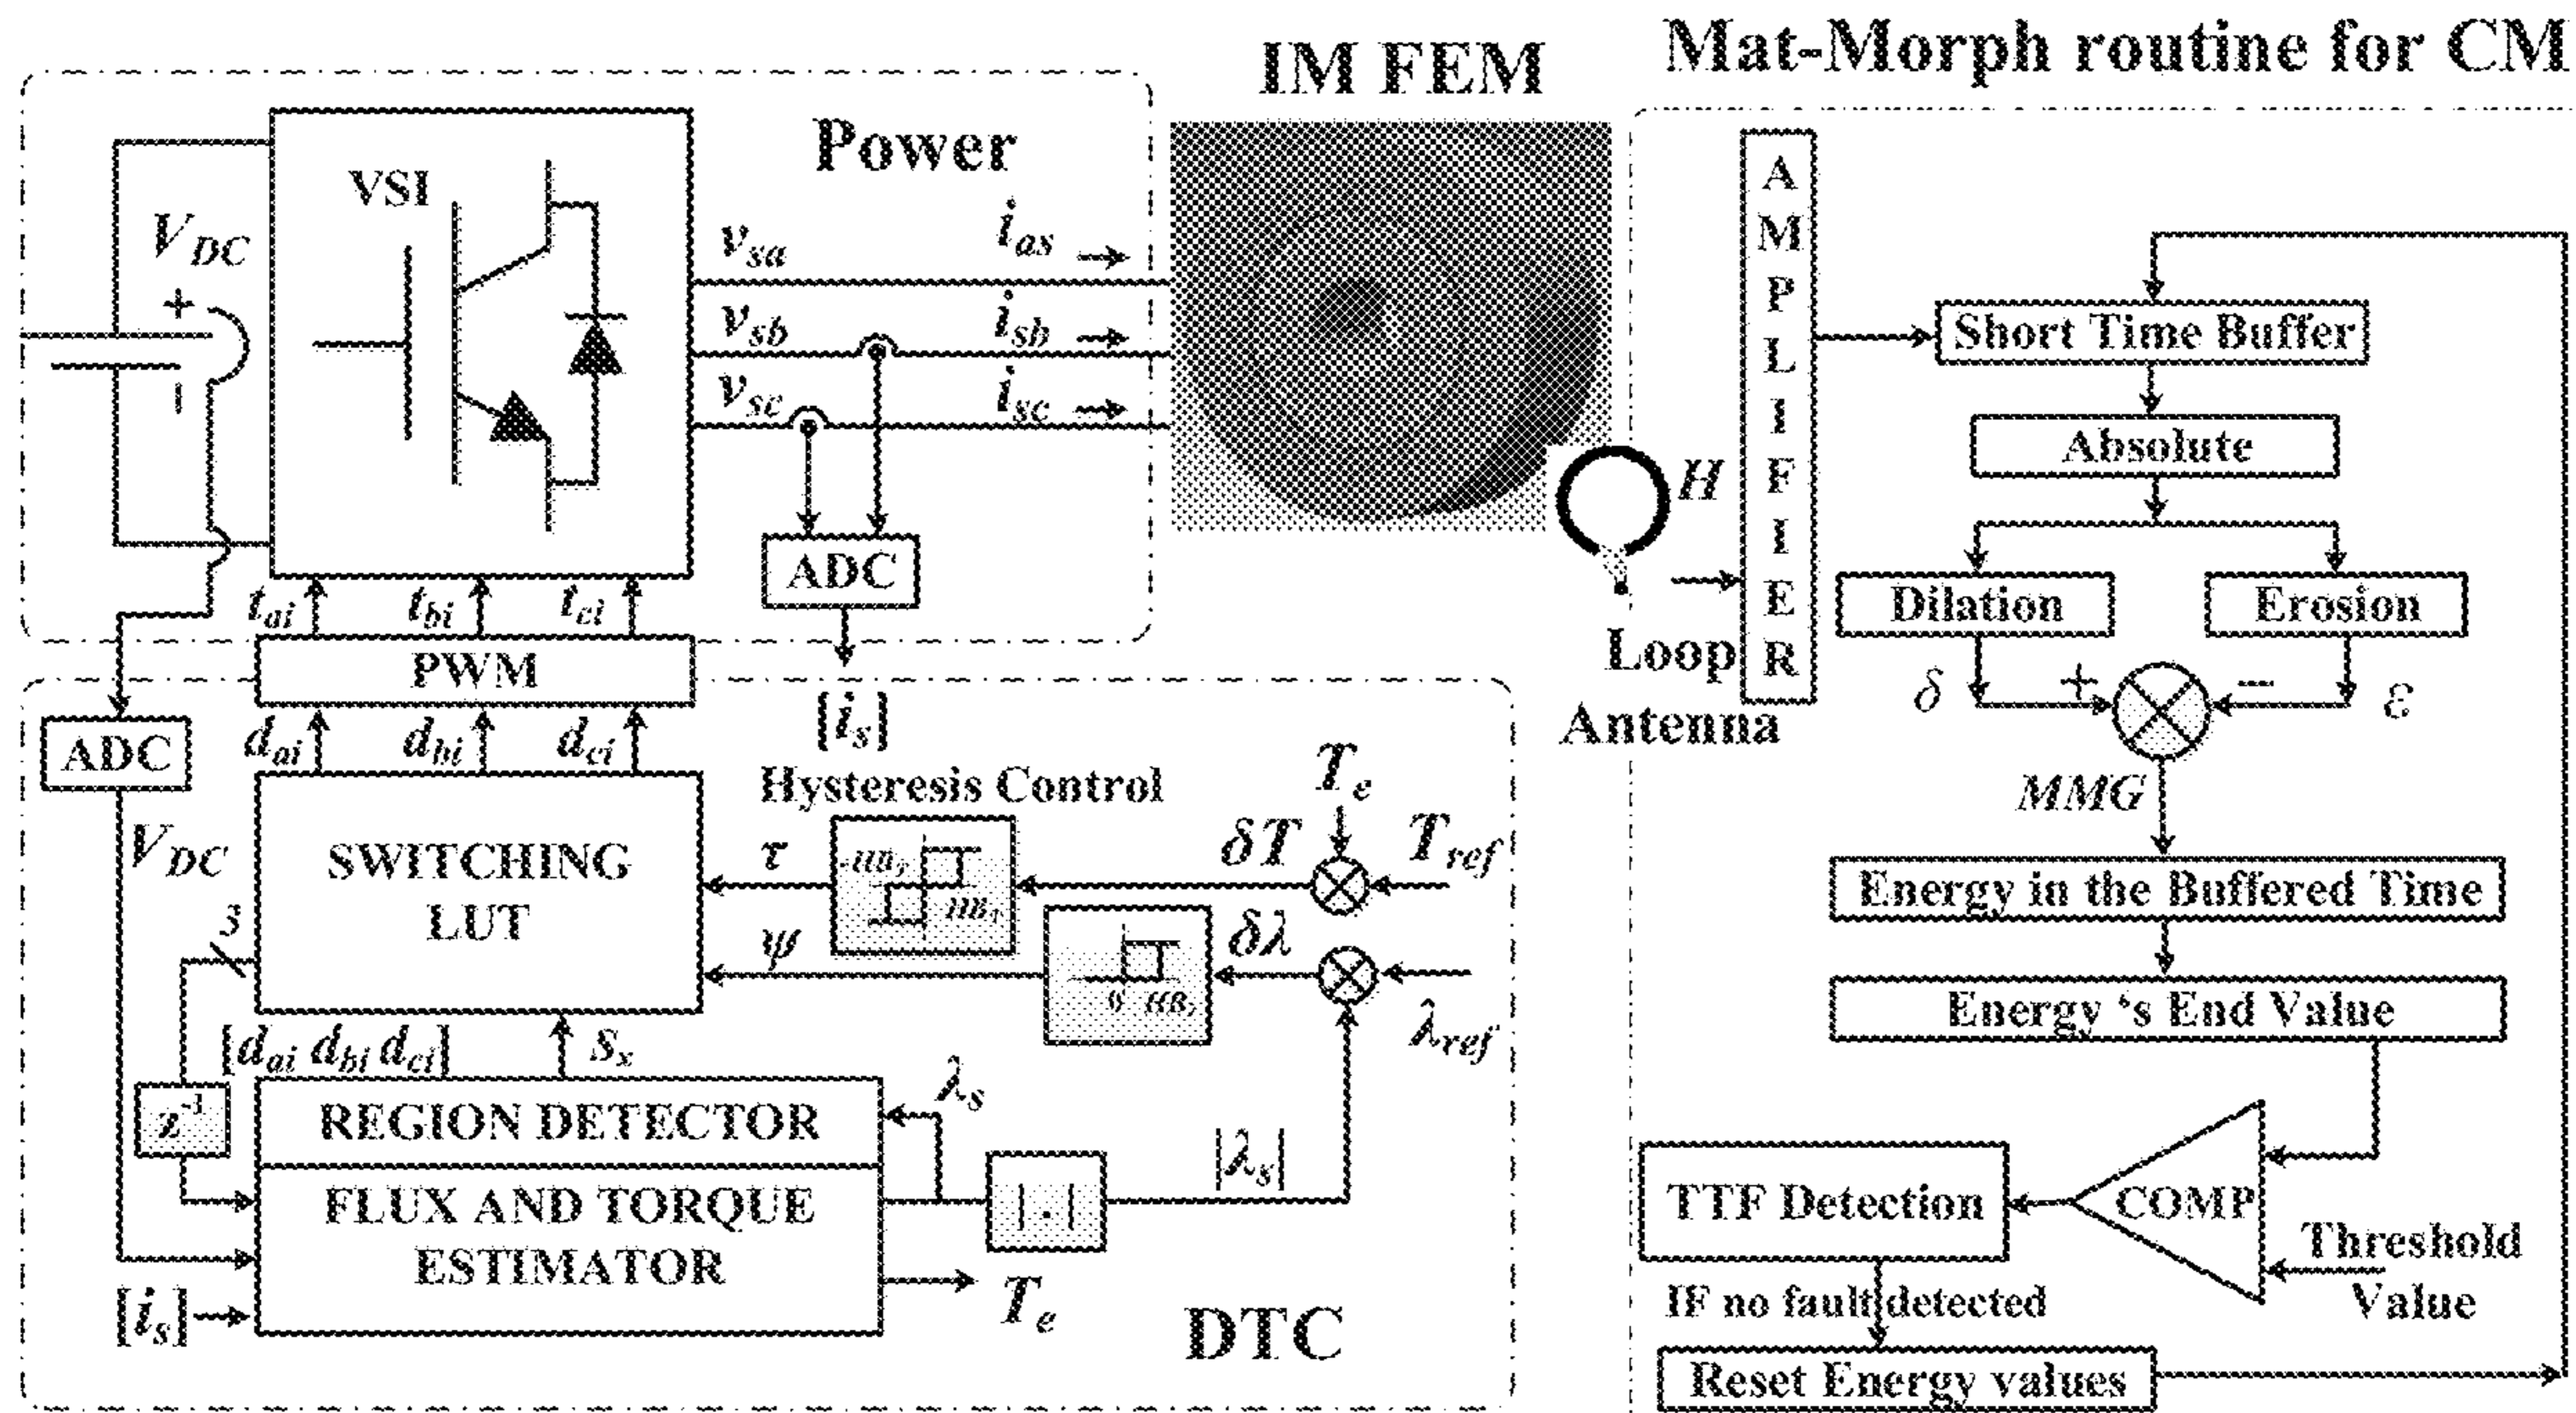 IM FEM
Mat-Morph routine for CM
Power
VSI
V_DC
+
−
v_sa
i_as
v_sb
i_sb
v_sc
i_sc
ADC
t_ai
t_bi
t_ci
PWM
[i_s]
ADC
d_ai
d_bi
d_ci
V_DC
Hysteresis Control
SWITCHING
LUT
3
τ
δT
T_e
T_ref
ψ
0
δλ
λ_ref
[d_ai d_bi d_ci]
S_x
z^-1
REGION DETECTOR
λ_s
FLUX AND TORQUE
ESTIMATOR
|.|
|λ_s|
[i_s]
T_e
DTC
H
Loop
Antenna
AMPLIFIER
Short Time Buffer
Absolute
Dilation
Erosion
δ
+
−
ε
MMG
Energy in the Buffered Time
Energy ‘s End Value
TTF Detection
COMP
Threshold
Value
IF no fault detected
Reset Energy values